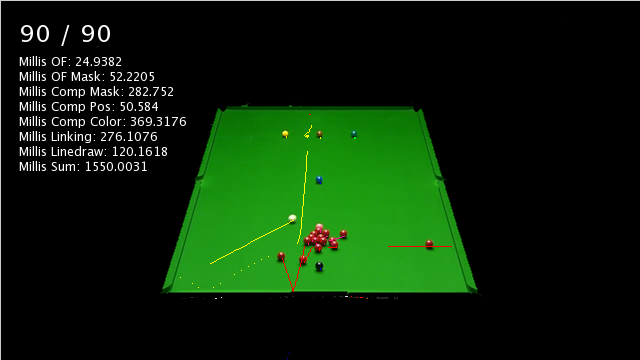 90 / 90
Millis OF: 24.9382
Millis OF Mask: 52.2205
Millis Comp Mask: 282.752
Millis Comp Pos: 50.584
Millis Comp Color: 369.3176
Millis Linking: 276.1076
Millis Linedraw: 120.1618
Millis Sum: 1550.0031